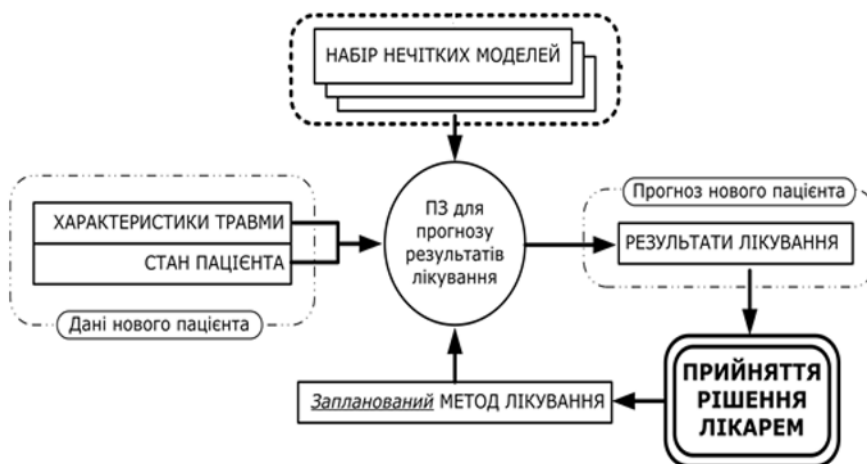 НАБІР НЕЧІТКИХ МОДЕЛЕЙ
Прогноз нового пацієнта
ХАРАКТЕРИСТИКИ ТРАВМИ
СТАН ПАЦІЄНТА
Дані нового пацієнта
ПЗ для
прогнозу
результатів
лікування
РЕЗУЛЬТАТИ ЛІКУВАННЯ
Запланований МЕТОД ЛІКУВАННЯ
ПРИЙНЯТТЯ
РІШЕННЯ
ЛІКАРЕМ